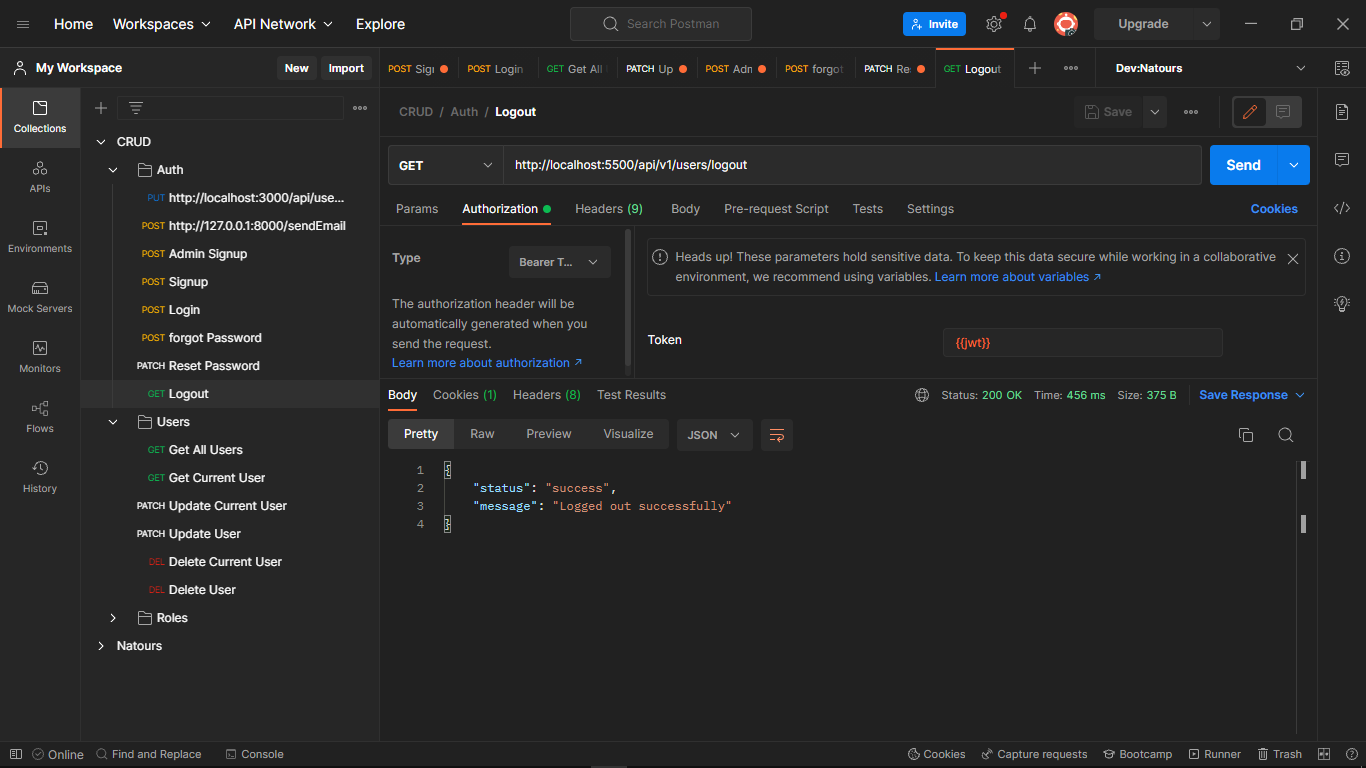 Home Workspaces API Network Explore Search Postman Invite Upgrade
My Workspace New Import POST Sign POST Login GET Get All POST Adn PATCH Up POST forgot PATCH Re GET Logout Dev:Natours
Collections
APIs
Environments
Mock Servers
Monitors
Flows
History
CRUD
Auth
PUT http://localhost:3000/api/use...
POST http://127.0.0.1:8000/sendEmail
POST Admin Signup
POST Signup
POST Login
POST forgot Password
PATCH Reset Password
GET Logout
Users
GET Get All Users
GET Get Current User
PATCH Update Current User
PATCH Update User
DEL Delete Current User
DEL Delete User
Roles
Natours
CRUD / Auth / Logout Save
GET http://localhost:5500/api/v1/users/logout Send
Params Authorization Headers (9) Body Pre-request Script Tests Settings Cookies
Type Bearer T...
The authorization header will be
automatically generated when you
send the request.
Learn more about authorization ↗
Heads up! These parameters hold sensitive data. To keep this data secure while working in a collaborative
environment, we recommend using variables. Learn more about variables ↗
Token {{jwt}}
Body Cookies (1) Headers (8) Test Results Status: 200 OK Time: 456 ms Size: 375 B Save Response
Pretty Raw Preview Visualize JSON
1 {
2 "status": "success",
3 "message": "Logged out successfully"
4 }
Online Find and Replace Console Cookies Capture requests Bootcamp Runner Trash